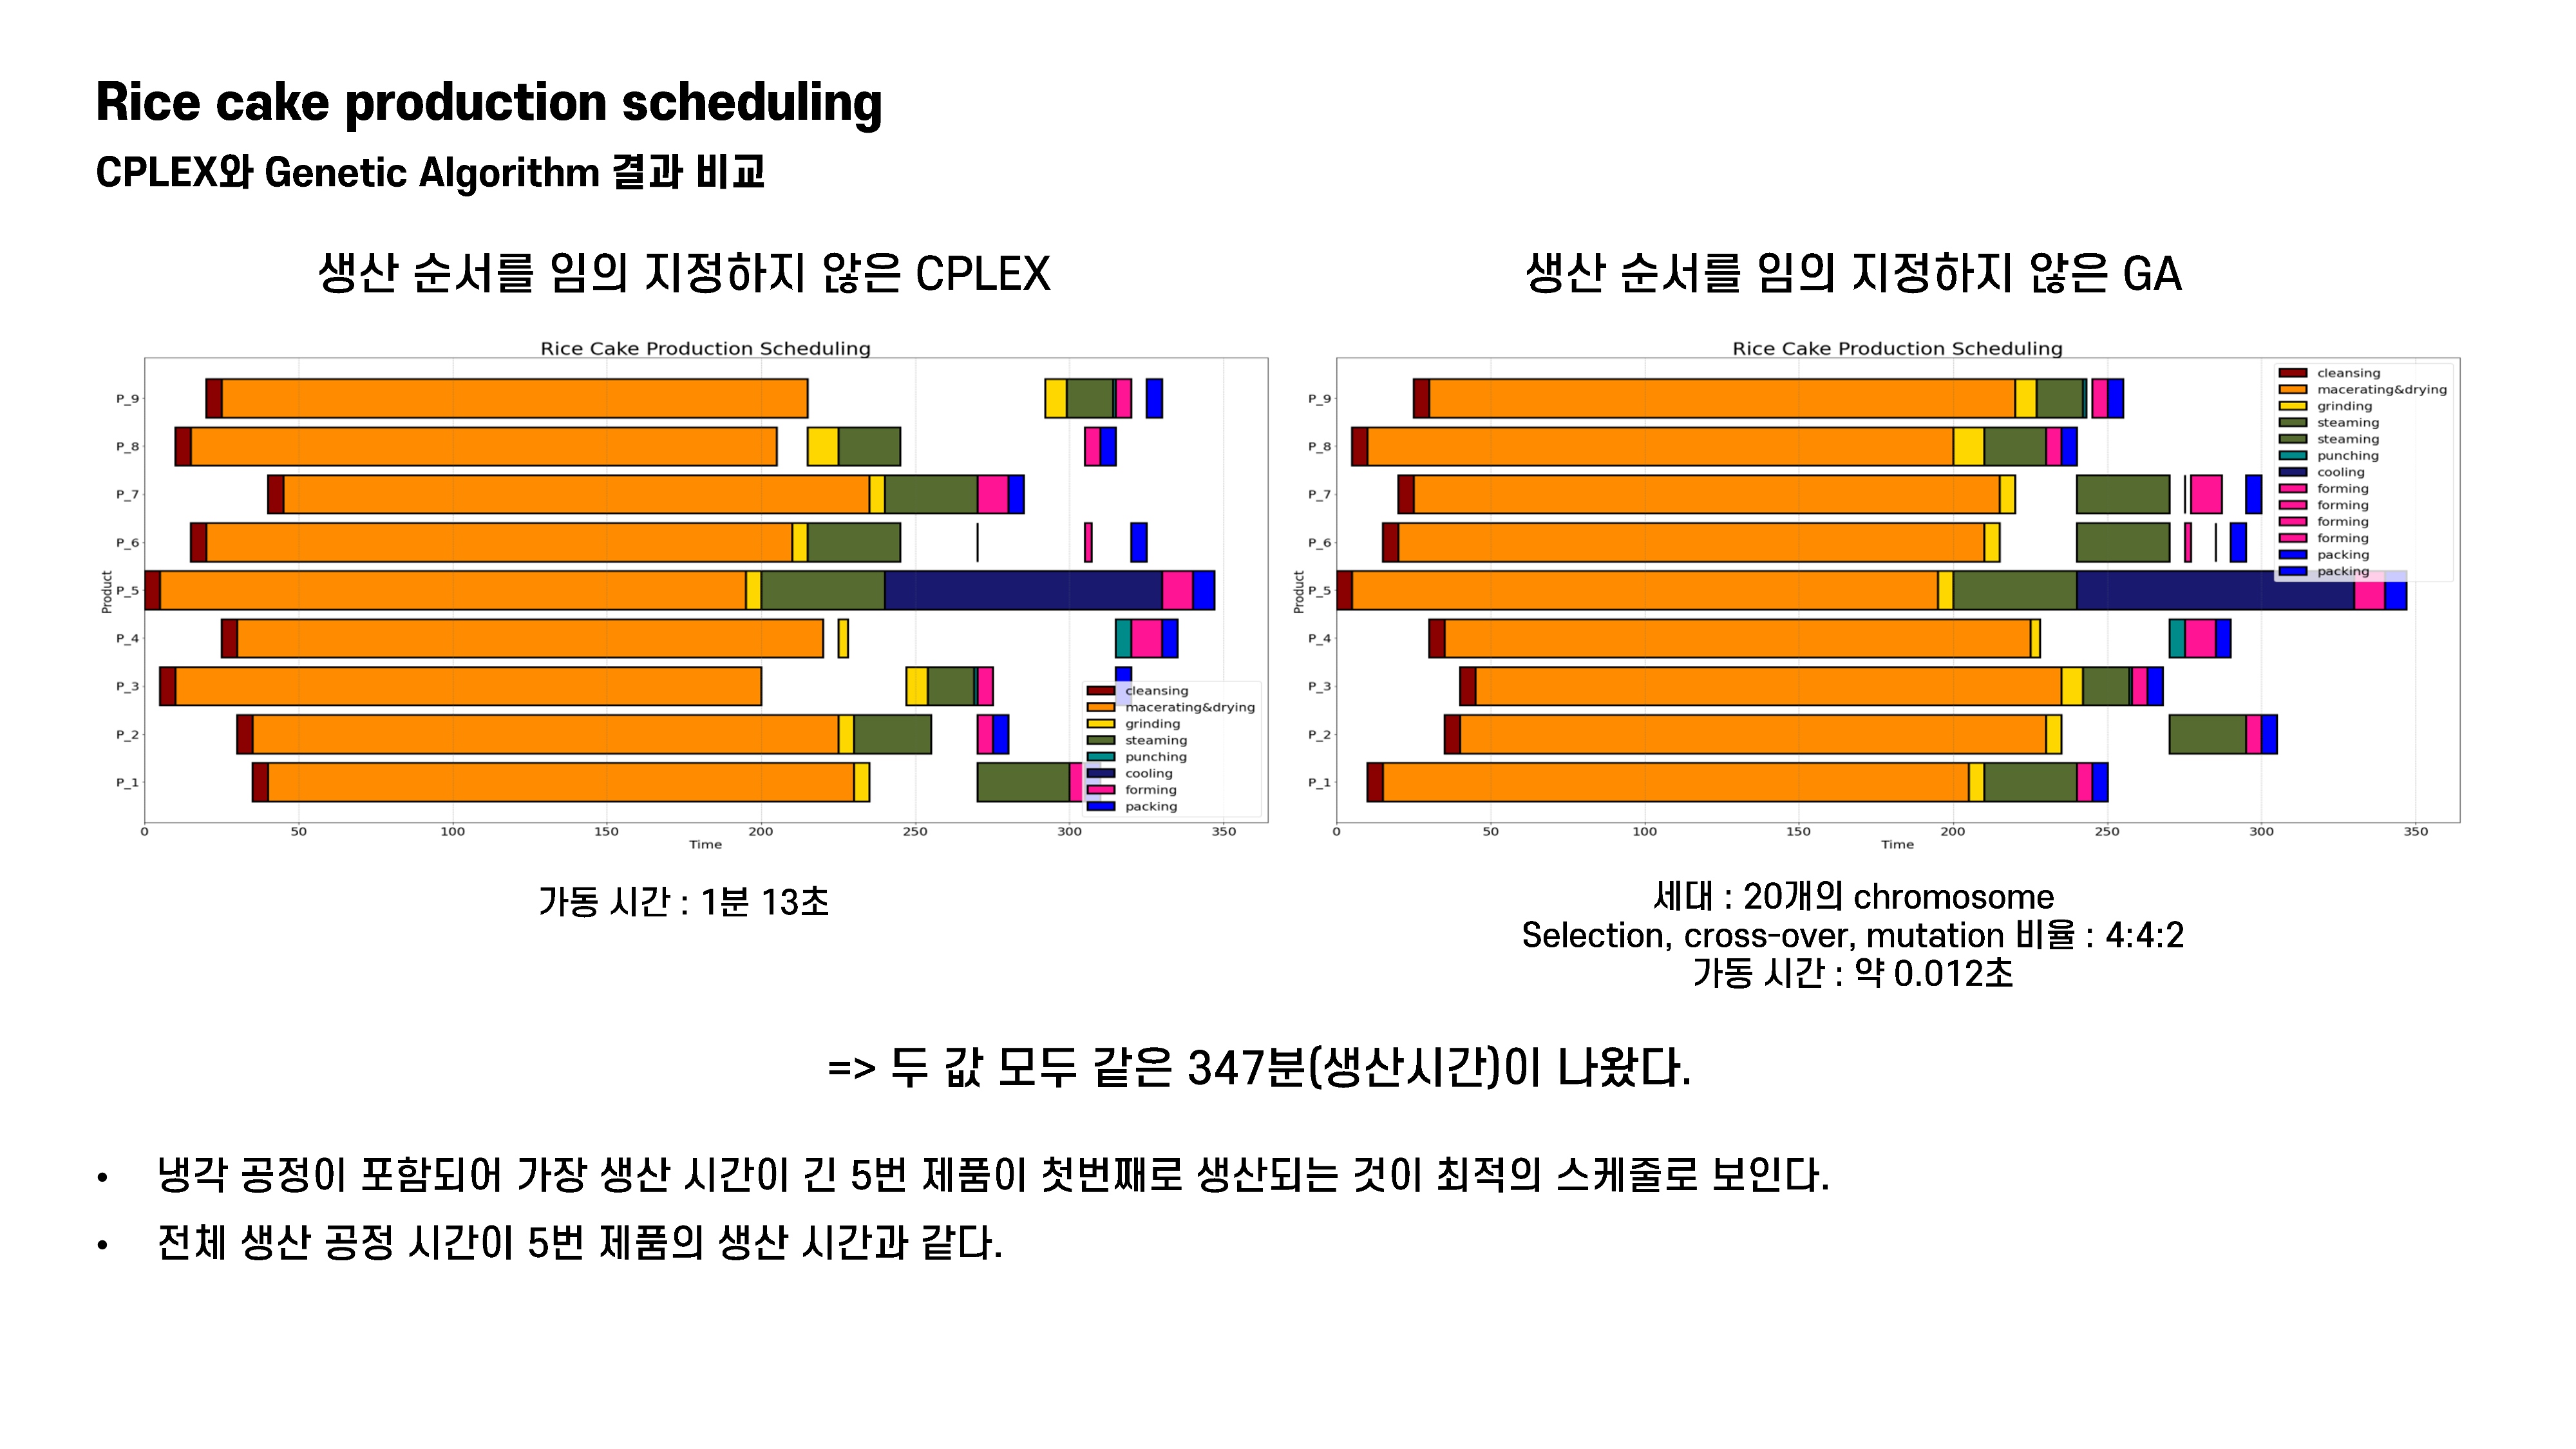 Rice cake production scheduling
CPLEX와 Genetic Algorithm 결과 비교
생산 순서를 임의 지정하지 않은 CPLEX
Rice Cake Production Scheduling
P_9
P_8
P_7
P_6
P_5
P_4
P_3
P_2
P_1
Product
cleansing
macerating&drying
grinding
steaming
punching
cooling
forming
packing
0 50 100 150 200 250 300 350
Time
가동 시간 : 1분 13초
생산 순서를 임의 지정하지 않은 GA
Rice Cake Production Scheduling
P_9
P_8
P_7
P_6
P_5
P_4
P_3
P_2
P_1
Product
cleansing
macerating&drying
grinding
steaming
steaming
punching
cooling
forming
forming
forming
forming
packing
packing
0 50 100 150 200 250 300 350
Time
세대 : 20개의 chromosome
Selection, cross-over, mutation 비율 : 4:4:2
가동 시간 : 약 0.012초
=> 두 값 모두 같은 347분(생산시간)이 나왔다.
• 냉각 공정이 포함되어 가장 생산 시간이 긴 5번 제품이 첫번째로 생산되는 것이 최적의 스케줄로 보인다.
• 전체 생산 공정 시간이 5번 제품의 생산 시간과 같다.